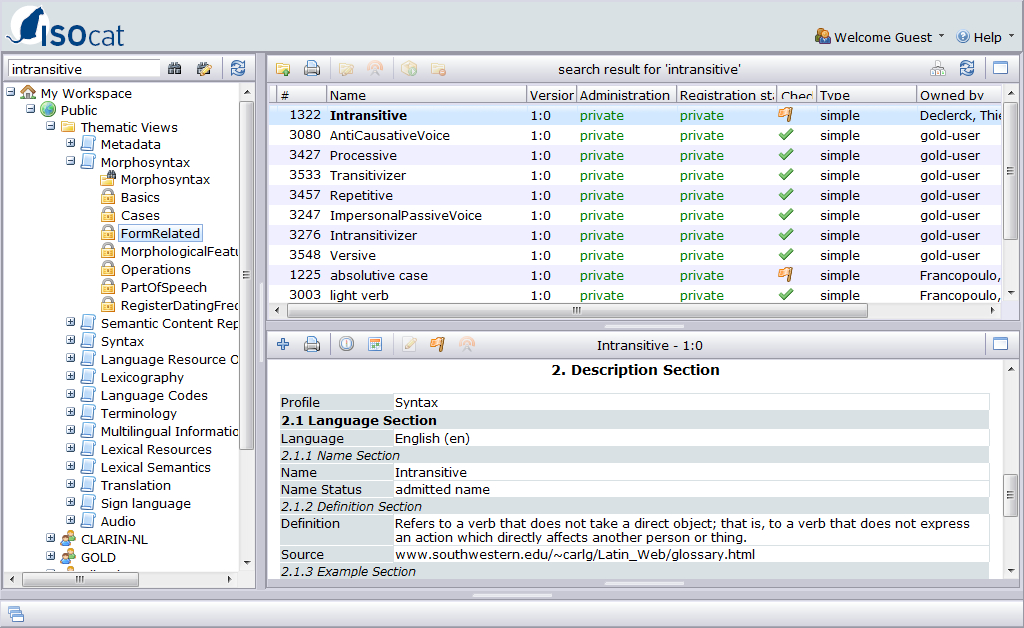 ISOcat
Welcome Guest
Help
intransitive
My Workspace
Public
Thematic Views
Metadata
Morphosyntax
Morphosyntax
Basics
Cases
FormRelated
MorphologicalFeatu
Operations
PartOfSpeech
RegisterDatingFrec
Semantic Content Rep
Syntax
Language Resource O
Lexicography
Language Codes
Terminology
Multilingual Informatic
Lexical Resources
Lexical Semantics
Translation
Sign language
Audio
CLARIN-NL
GOLD
search result for 'intransitive'
# Name Version Administration Registration sta Chec Type Owned by
1322 Intransitive 1:0 private private simple Declerck, Thie
3080 AntiCausativeVoice 1:0 private private simple gold-user
3427 Processive 1:0 private private simple gold-user
3533 Transitivizer 1:0 private private simple gold-user
3457 Repetitive 1:0 private private simple gold-user
3247 ImpersonalPassiveVoice 1:0 private private simple gold-user
3276 Intransitivizer 1:0 private private simple gold-user
3548 Versive 1:0 private private simple gold-user
1225 absolutive case 1:0 private private simple Francopoulo,
3003 light verb 1:0 private private simple Francopoulo,
Intransitive - 1:0
2. Description Section
Profile Syntax
2.1 Language Section
Language English (en)
2.1.1 Name Section
Name Intransitive
Name Status admitted name
2.1.2 Definition Section
Definition Refers to a verb that does not take a direct object; that is, to a verb that does not express
an action which directly affects another person or thing.
Source www.southwestern.edu/~carlg/Latin_Web/glossary.html
2.1.3 Example Section